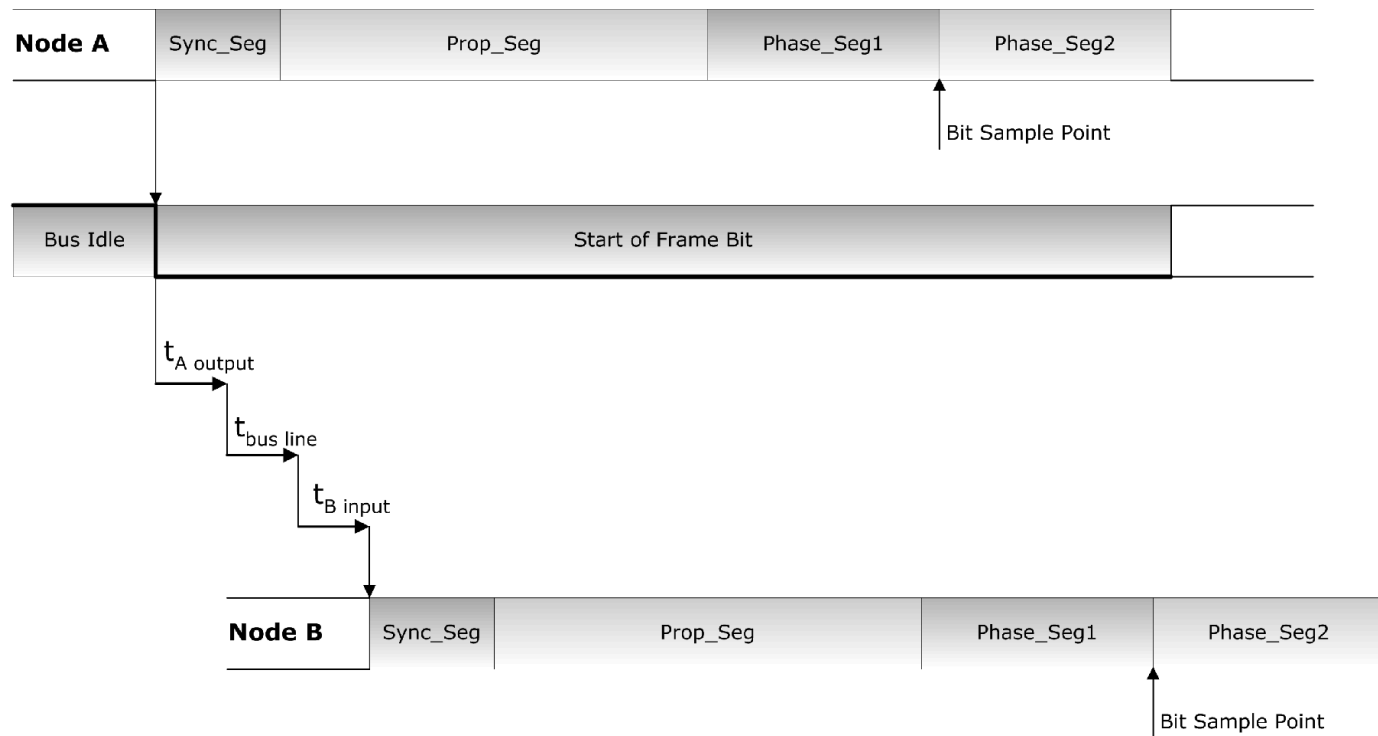 Node A Sync_Seg Prop_Seg Phase_Seg1 Phase_Seg2
Bit Sample Point
Bus Idle Start of Frame Bit
tA output
tbus line
tB input
Node B Sync_Seg Prop_Seg Phase_Seg1 Phase_Seg2
Bit Sample Point